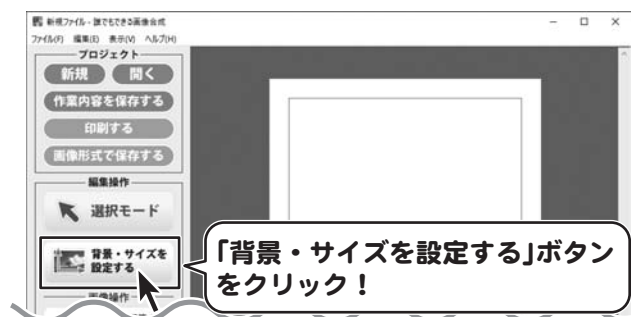 新規ファイル - 誰でもできる画像合成
ファイル(F) 編集(E) 表示(V) ヘルプ(H)
プロジェクト
新規 開く
作業内容を保存する
印刷する
画像形式で保存する
編集操作
選択モード
背景・サイズを
設定する
「背景・サイズを設定する」ボタン
をクリック！
画像操作